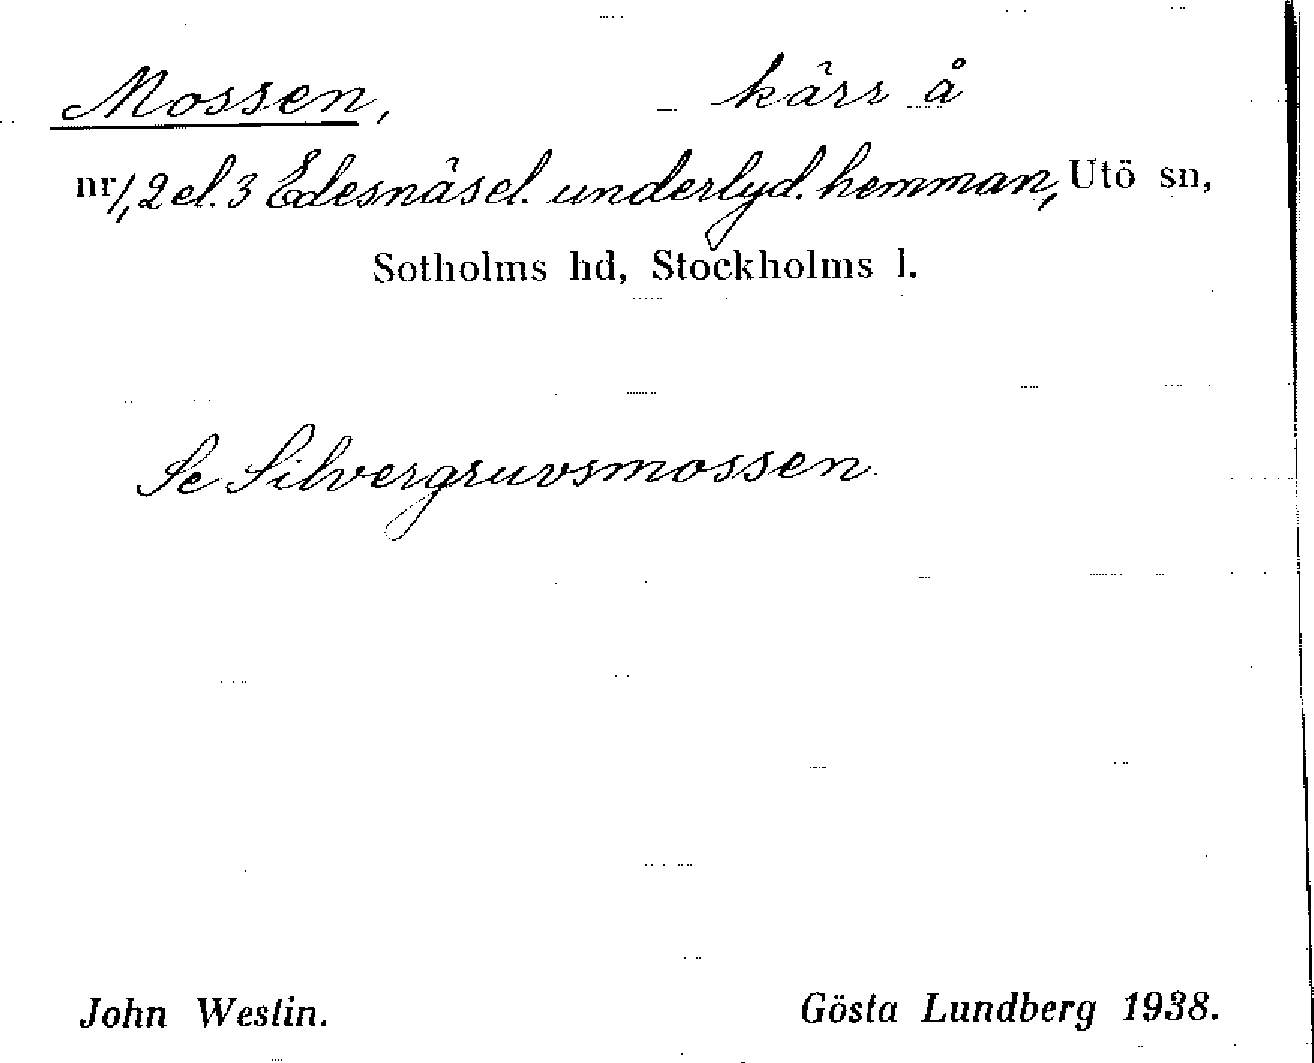 Mossen, kärr å
nr 1, 2 el. 3 Edesnäs el. underlyd. hemman, Utö sn,
Sotholms hd, Stockholms l.
Se Silvergruvsmossen.
John Westin. Gösta Lundberg 1938.